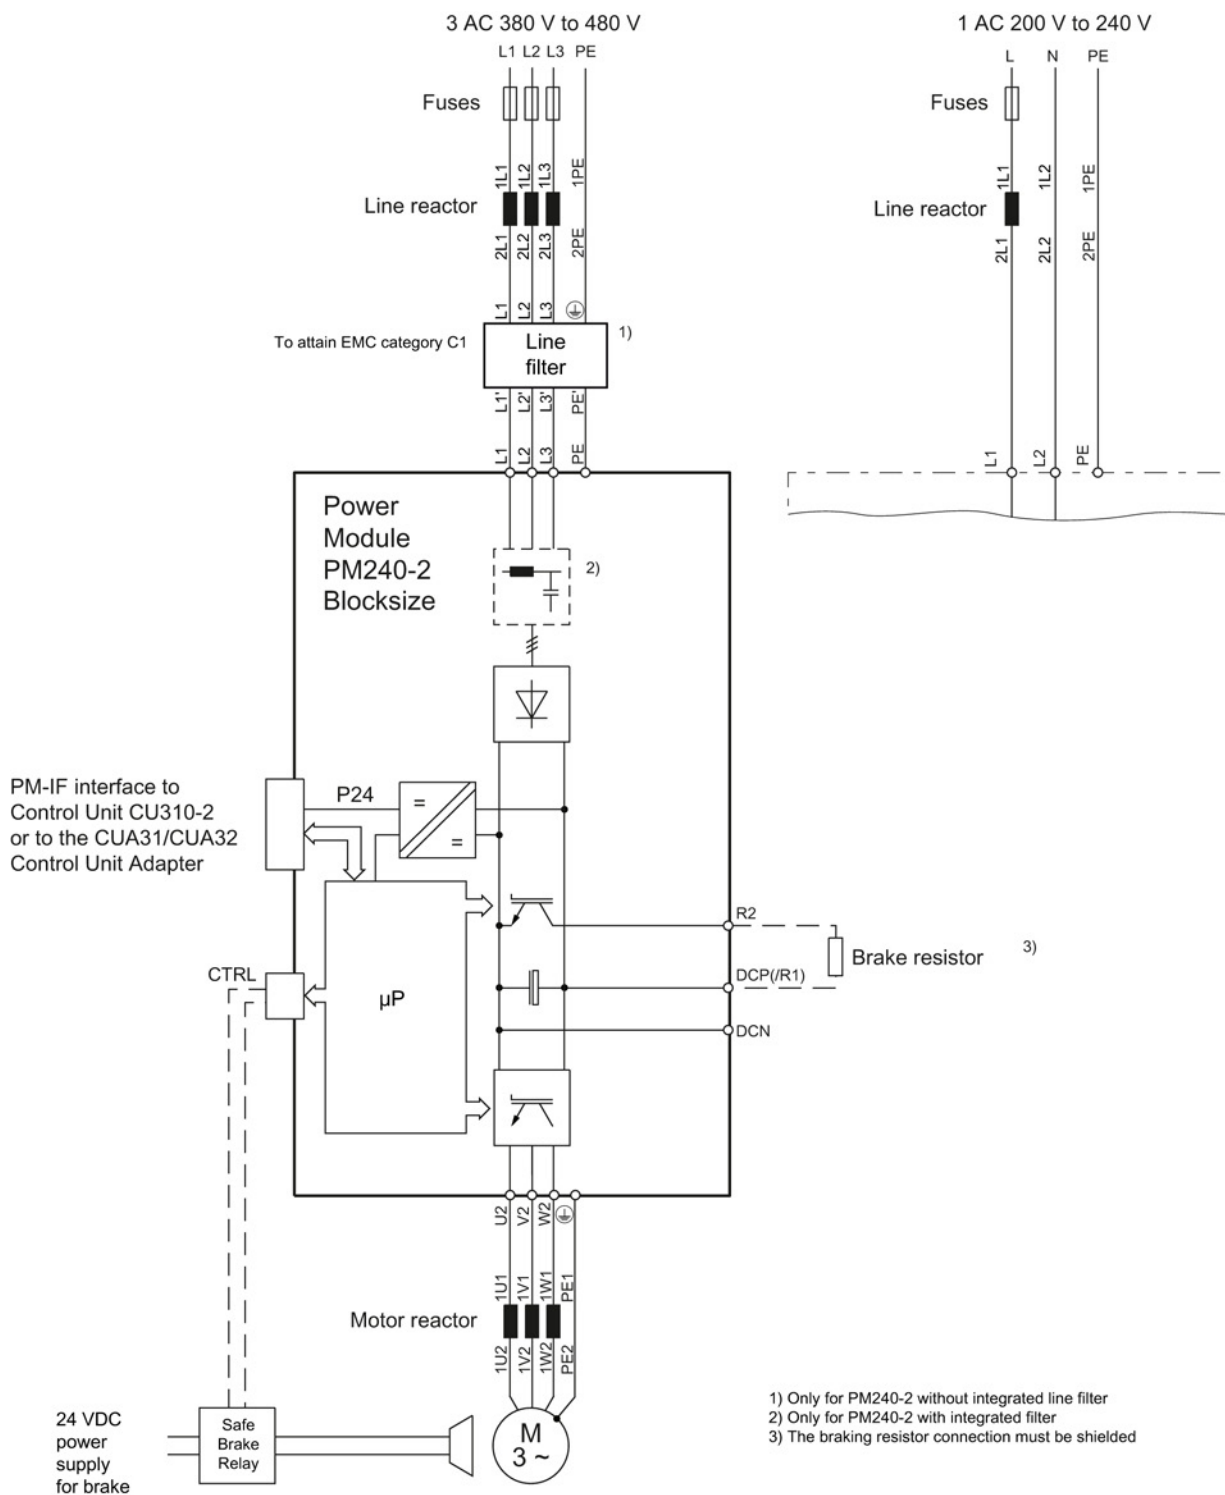 3 AC 380 V to 480 V
1 AC 200 V to 240 V
L1 L2 L3 PE
L N PE
Fuses
Fuses
1L1 1L2 1L3 1PE
1L1 1L2 1PE
Line reactor
Line reactor
2L1 2L2 2L3 2PE
2L1 2L2 2PE
L1 L2 L3
To attain EMC category C1
Line
filter
1)
L1' L2' L3' PE'
L1 L2 L3 PE
L1 L2 PE
Power
Module
PM240-2
Blocksize
2)
PM-IF interface to
Control Unit CU310-2
or to the CUA31/CUA32
Control Unit Adapter
P24
=
=
R2
Brake resistor
3)
DCP(/R1)
DCN
CTRL
µP
U2 V2 W2
1U1 1V1 1W1 PE1
Motor reactor
1U2 1V2 1W2 PE2
M
3 ~
24 VDC
power
supply
for brake
Safe
Brake
Relay
1) Only for PM240-2 without integrated line filter
2) Only for PM240-2 with integrated filter
3) The braking resistor connection must be shielded